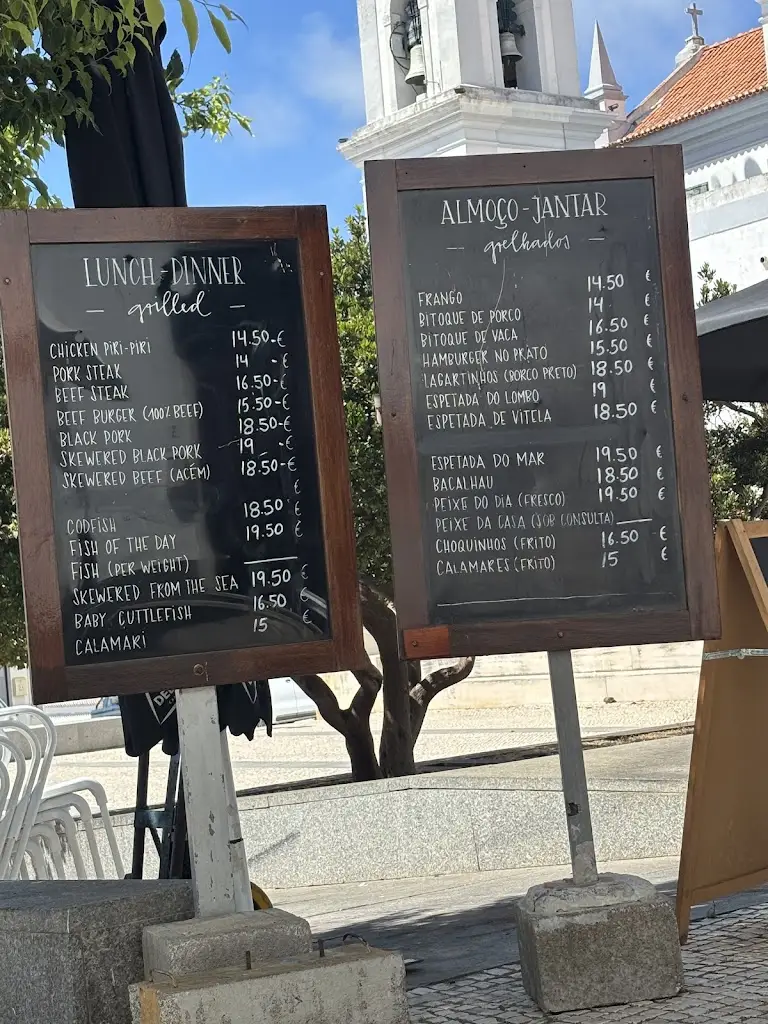 LUNCH-DINNER
— grilled —
CHICKEN PIRI-PIRI 14.50-€
PORK STEAK 14 -€
BEEF STEAK 16.50-€
BEEF BURGER (100% BEEF) 15.50-€
BLACK PORK 18.50-€
SKEWERED BLACK PORK 19 -€
SKEWERED BEEF (ACÉM) 18.50-€
€
CODFISH 18.50 €
FISH OF THE DAY 19.50 €
FISH (PER WEIGHT) —
SKEWERED FROM THE SEA 19.50 €
BABY CUTTLEFISH 16.50 €
CALAMARI 15 €
ALMOÇO-JANTAR
— grelhados —
FRANGO 14.50 €
BITOQUE DE PORCO 14 €
BITOQUE DE VACA 16.50 €
HAMBURGER NO PRATO 15.50 €
LAGARTINHOS (PORCO PRETO) 18.50 €
ESPETADA DO LOMBO 19 €
ESPETADA DE VITELA 18.50 €
ESPETADA DO MAR 19.50 €
BACALHAU 18.50 €
PEIXE DO DIA (FRESCO) 19.50 €
PEIXE DA CASA (SOB CONSULTA) —
CHOQUINHOS (FRITO) 16.50 €
CALAMARES (FRITO) 15 €